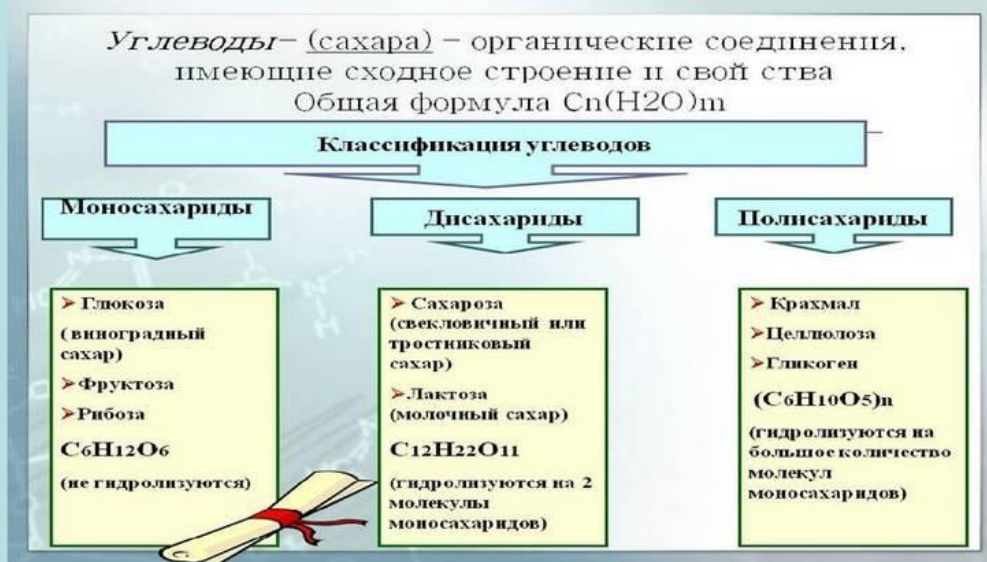 Углеводы– (сахара) – органические соединения,
имеющие сходное строение и свой ства
Общая формула Cn(H2O)m
Классификация углеводов
Моносахариды
Дисахариды
Полисахариды
➢ Глюкоза
(виноградный
сахар)
➢Фруктоза
➢Рибоза
C6H12O6
(не гидролизуются)
➢ Сахароза
(свекловичный или
тростниковый
сахар)
➢Лактоза
(молочный сахар)
C12H22O11
(гидролизуются на 2
молекулы
моносахаридов)
➢ Крахмал
➢Целлюлоза
➢Гликоген
(C6H10O5)n
(гидролизуются на
большое количество
молекул
моносахаридов)